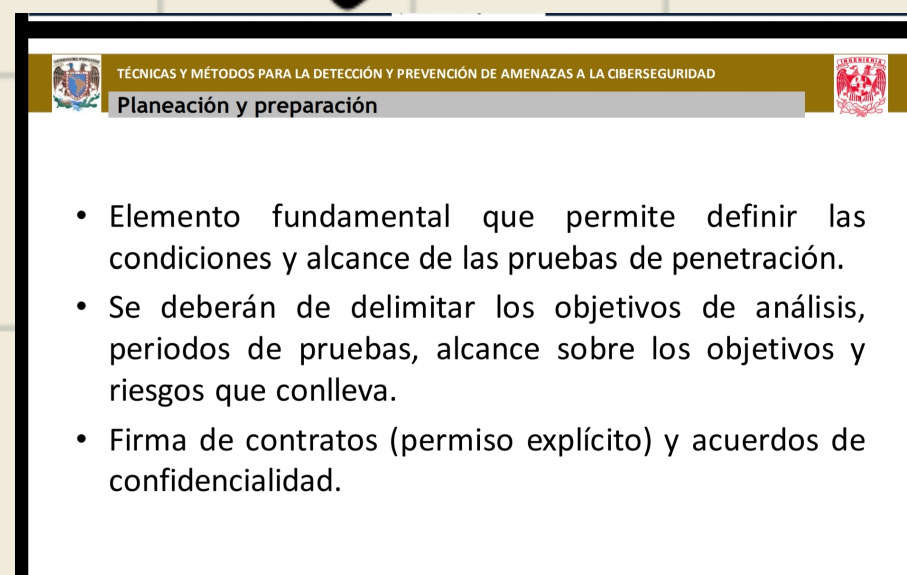 TÉCNICAS Y MÉTODOS PARA LA DETECCIÓN Y PREVENCIÓN DE AMENAZAS A LA CIBERSEGURIDAD
Planeación y preparación
INGENIERIA
• Elemento fundamental que permite definir las
condiciones y alcance de las pruebas de penetración.
• Se deberán de delimitar los objetivos de análisis,
periodos de pruebas, alcance sobre los objetivos y
riesgos que conlleva.
• Firma de contratos (permiso explícito) y acuerdos de
confidencialidad.